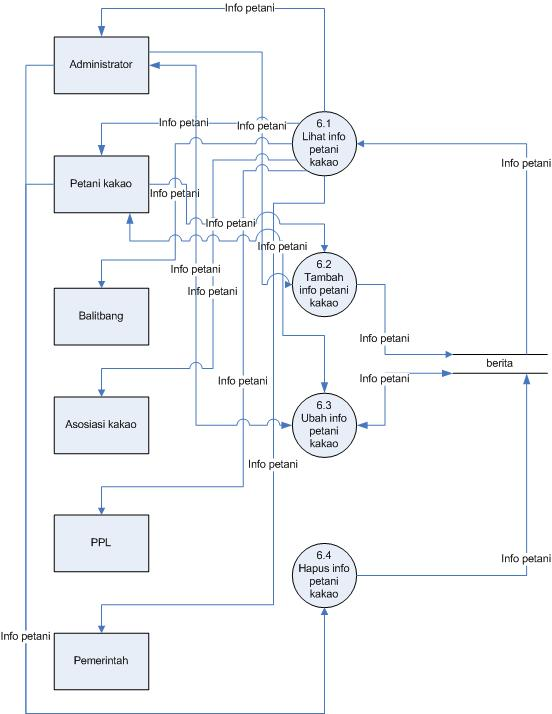 Info petani
Administrator
Info petani
Info petani
6.1
Lihat info
petani
kakao
Info petani
Petani kakao
Info petani
Info petani
Info petani
6.2
Tambah
info petani
kakao
Info petani
Info petani
Balitbang
Info petani
berita
Info petani
Info petani
6.3
Ubah info
petani
kakao
Asosiasi kakao
Info petani
PPL
6.4
Hapus info
petani
kakao
Info petani
Info petani
Pemerintah